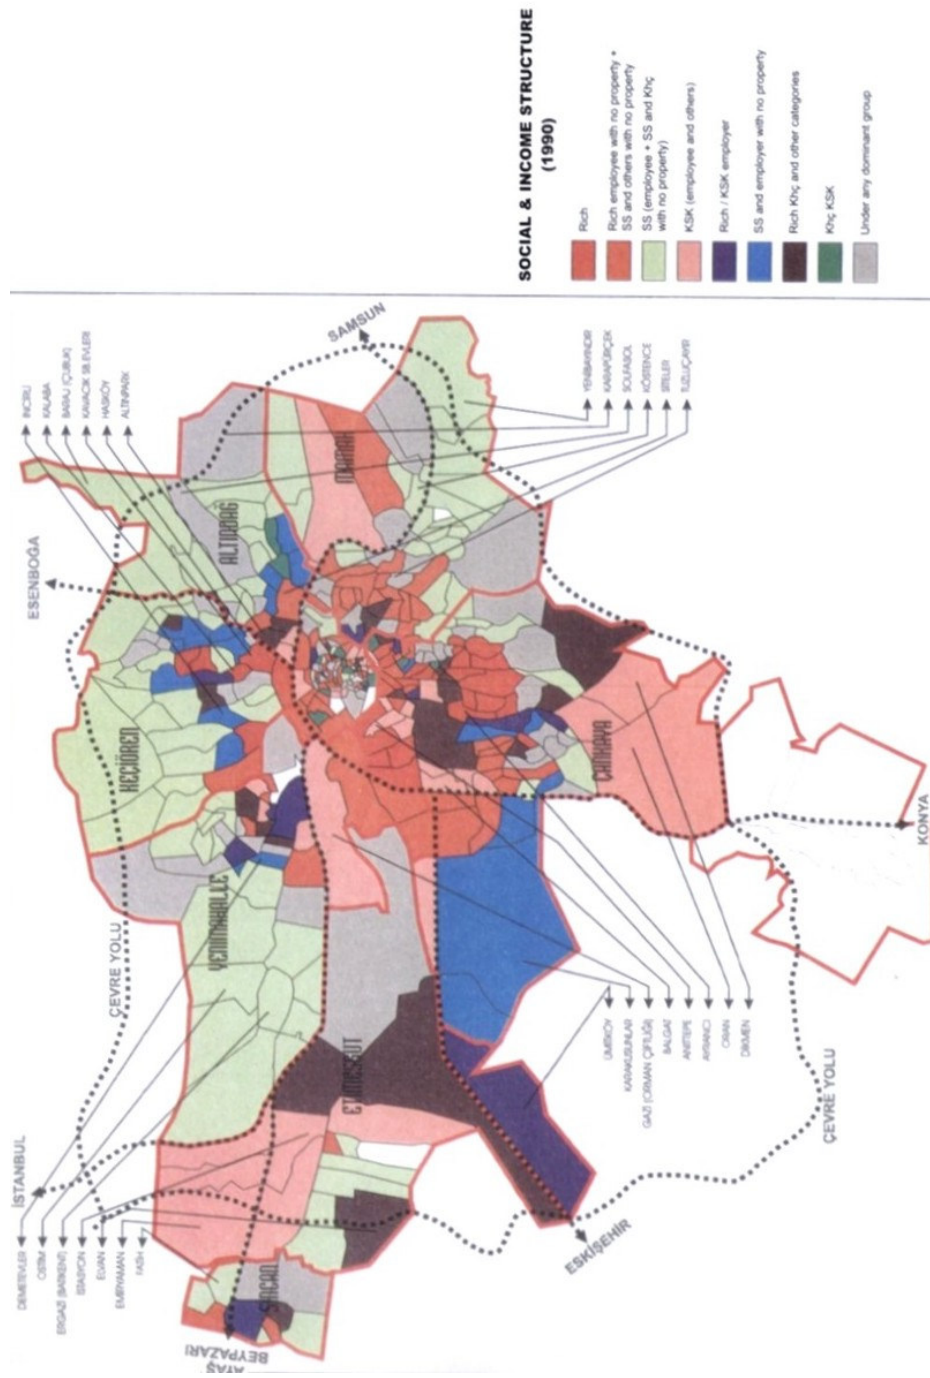 SOCIAL & INCOME STRUCTURE
(1990)
Rich
Rich employee with no property +
SS and others with no property
SS (employee + SS and Khç
with no property)
KSK (employee and others)
Rich / KSK employer
SS and employer with no property
Rich Khç and other categories
Khç KSK
Under any dominant group
İNCİRLİ
KALABA
BARAJ (ÇUBUK)
KAVACIK SB.EVLERİ
HASKÖY
ALTINPARK
SAMSUN
ESENBOĞA
YENİBAYINDIR
KARAPÜRÇEK
SOLFASOL
KÖSTENCE
SİTELER
TUZLUÇAYIR
MAMAK
ALTINDAĞ
KEÇİÖREN
ÇANKAYA
YENİMAHALLE
ETİMESGUT
SİNCAN
ÇEVRE YOLU
İSTANBUL
KONYA
ÜMİTKÖY
KARAKUSUNLAR
GAZİ (ORMAN ÇİFTLİĞİ)
BALGAT
ANITTEPE
AYRANCI
ORAN
DİKMEN
ÇEVRE YOLU
ESKİŞEHİR
DEMETEVLER
OSTİM
ERGAZİ (BATIKENT)
İSTASYON
ELVAN
EMİRYAMAN
FATİH
AYAŞ
BEYPAZARI